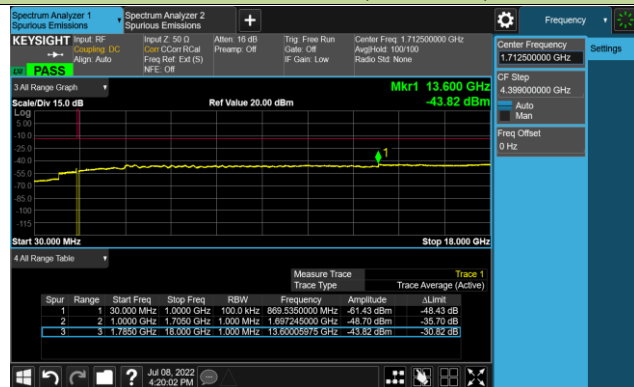 Spectrum Analyzer 1
Spurious Emissions
Spectrum Analyzer 2
Spurious Emissions
+
Frequency
KEYSIGHT
Input: RF
Coupling: DC
Align: Auto
Input Z: 50 Ω
Corr CCorr RCal
Freq Ref: Ext (S)
NFE: Off
Atten: 16 dB
Preamp: Off
Trig: Free Run
Gate: Off
IF Gain: Low
Center Freq: 1.712500000 GHz
Avg|Hold: 100/100
Radio Std: None
LM PASS
Center Frequency
1.712500000 GHz
Settings
CF Step
4.399000000 GHz
Auto
Man
Freq Offset
0 Hz
3 All Range Graph
Mkr1 13.600 GHz
Scale/Div 15.0 dB
Ref Value 20.00 dBm
-43.82 dBm
Log
5.00
-10.0
-25.0
-40.0
-55.0
-70.0
-85.0
-100
-115
1
Start 30.000 MHz
Stop 18.000 GHz
4 All Range Table
Measure Trace Trace 1
Trace Type Trace Average (Active)
Spur Range Start Freq Stop Freq RBW Frequency Amplitude ΔLimit
1 1 30.000 MHz 1.0000 GHz 100.0 kHz 869.5350000 MHz -61.43 dBm -48.43 dB
2 2 1.0000 GHz 1.7050 GHz 1.000 MHz 1.697245000 GHz -48.70 dBm -35.70 dB
3 3 1.7850 GHz 18.000 GHz 1.000 MHz 13.60005975 GHz -43.82 dBm -30.82 dB
?
Jul 08, 2022
4:20:02 PM